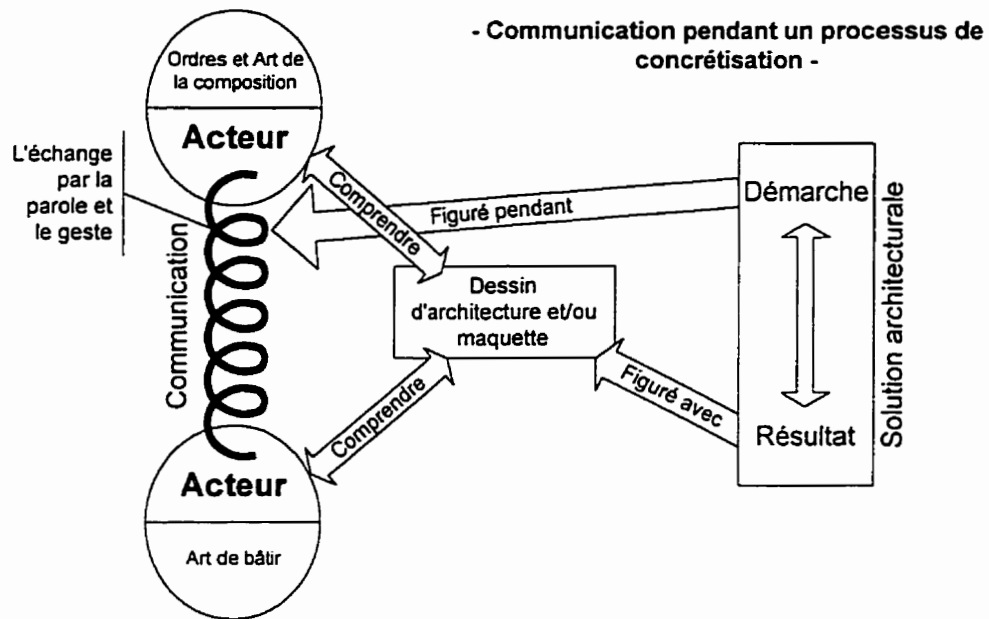 - Communication pendant un processus de
concrétisation -
Ordres et Art de
la composition
Acteur
L'échange
par la
parole et
le geste
Communication
Comprendre
Figuré pendant
Démarche
Solution architecturale
Dessin
d'architecture et/ou
maquette
Comprendre
Figuré avec
Résultat
Acteur
Art de bâtir